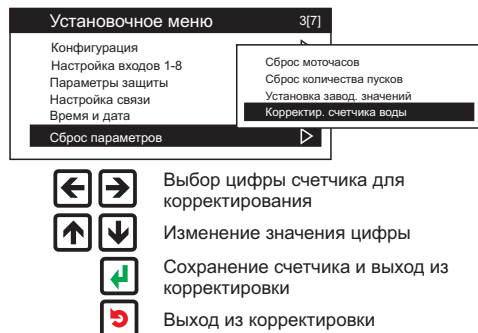 Установочное меню 3[7]
Конфигурация
Настройка входов 1-8
Параметры защиты
Настройка связи
Время и дата
Сброс параметров
Сброс моточасов
Сброс количества пусков
Установка завод. значений
Корректир. счетчика воды
Выбор цифры счетчика для
корректирования
Изменение значения цифры
Сохранение счетчика и выход из
корректировки
Выход из корректировки